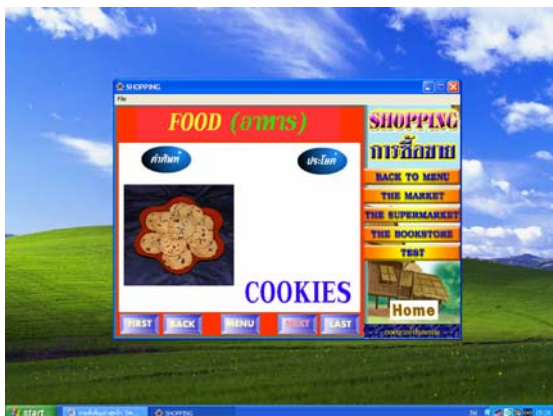 SHOPPING
File
FOOD (อาหาร)
คำศัพท์
ประโยค
COOKIES
FIRST
BACK
MENU
NEXT
LAST
SHOPPING
การซื้อขาย
BACK TO MENU
THE MARKET
THE SUPERMARKET
THE BOOKSTORE
TEST
Home
start
SHOPPING
TH